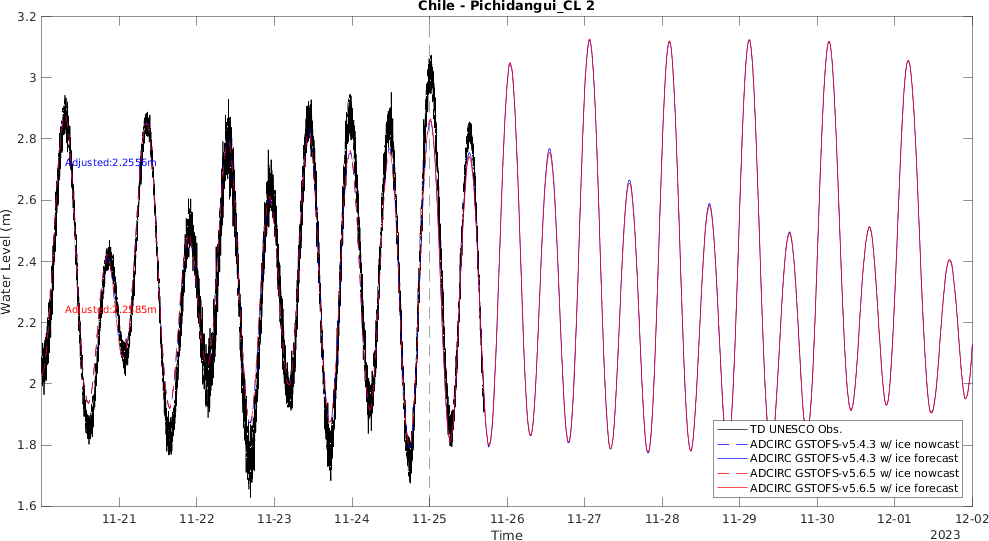 Chile - Pichidangui_CL 2
3.2
3
2.8
2.6
2.4
2.2
2
1.8
1.6
Water Level (m)
Adjusted:2.2556m
Adjusted:2.2585m
TD UNESCO Obs.
ADCIRC GSTOFS-v5.4.3 w/ ice nowcast
ADCIRC GSTOFS-v5.4.3 w/ ice forecast
ADCIRC GSTOFS-v5.6.5 w/ ice nowcast
ADCIRC GSTOFS-v5.6.5 w/ ice forecast
11-21 11-22 11-23 11-24 11-25 11-26 11-27 11-28 11-29 11-30 12-01 12-02
Time
2023